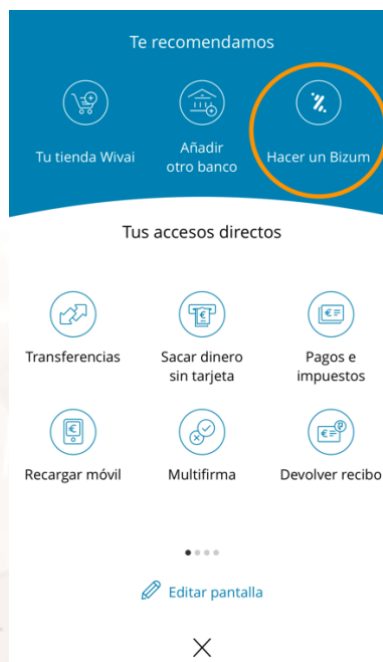 Te recomendamos
Tu tienda Wivai
Añadir
otro banco
Hacer un Bizum
Tus accesos directos
Transferencias
Sacar dinero
sin tarjeta
Pagos e
impuestos
Recargar móvil
Multifirma
Devolver recibo
Editar pantalla